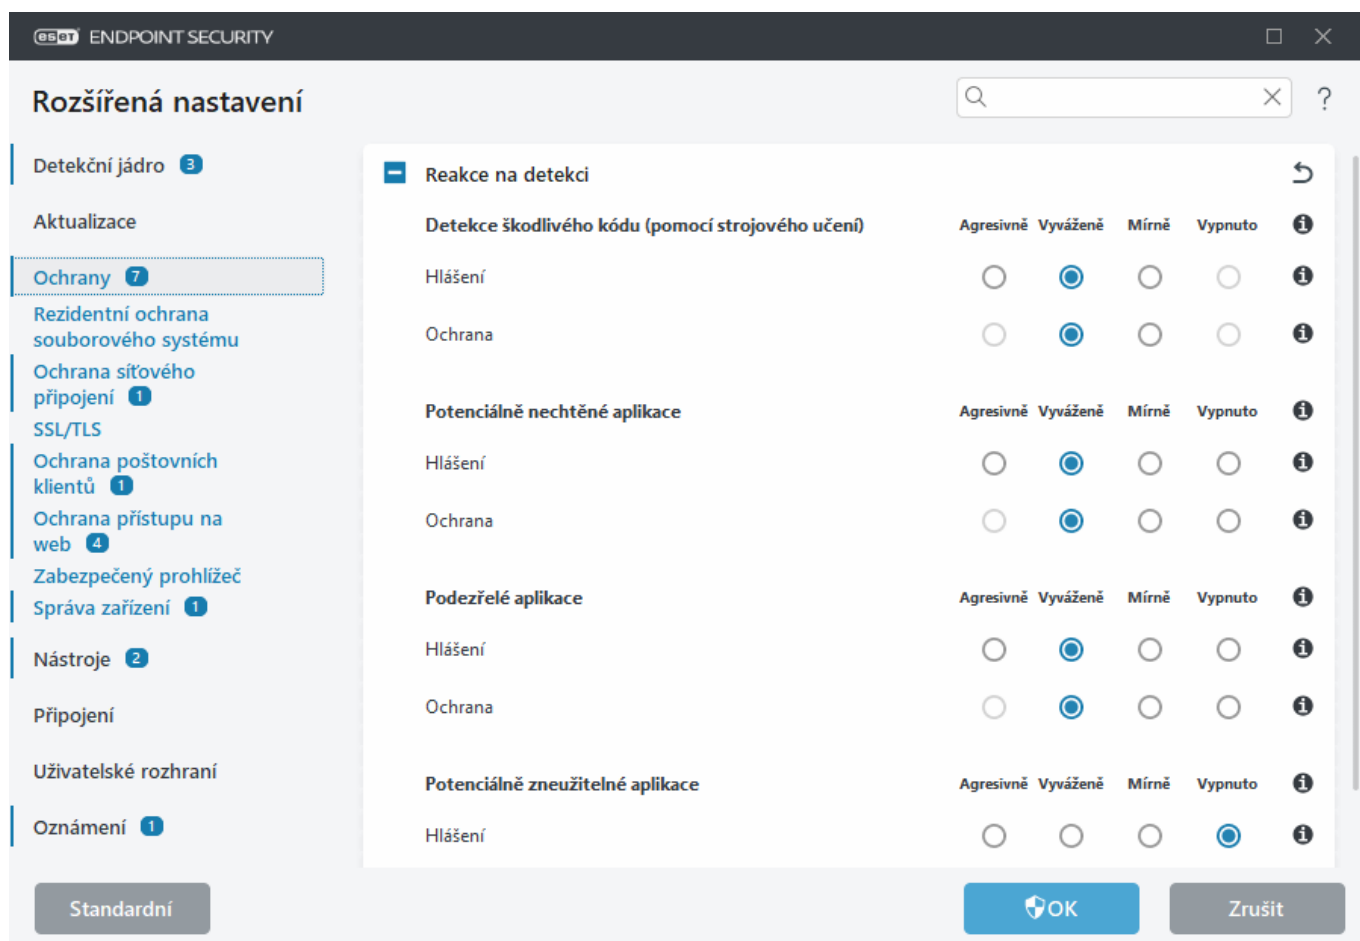 eset ENDPOINT SECURITY
Rozšířená nastavení
?
Detekční jádro 3
Aktualizace
Ochrany 7
Rezidentní ochrana
souborového systému
Ochrana síťového
připojení 1
SSL/TLS
Ochrana poštovních
klientů 1
Ochrana přístupu na
web 4
Zabezpečený prohlížeč
Správa zařízení 1
Nástroje 2
Připojení
Uživatelské rozhraní
Oznámení 1
Reakce na detekci
Detekce škodlivého kódu (pomocí strojového učení) Agresivně Vyváženě Mírně Vypnuto
Hlášení
Ochrana
Potenciálně nechtěné aplikace Agresivně Vyváženě Mírně Vypnuto
Hlášení
Ochrana
Podezřelé aplikace Agresivně Vyváženě Mírně Vypnuto
Hlášení
Ochrana
Potenciálně zneužitelné aplikace Agresivně Vyváženě Mírně Vypnuto
Hlášení
Standardní
OK
Zrušit